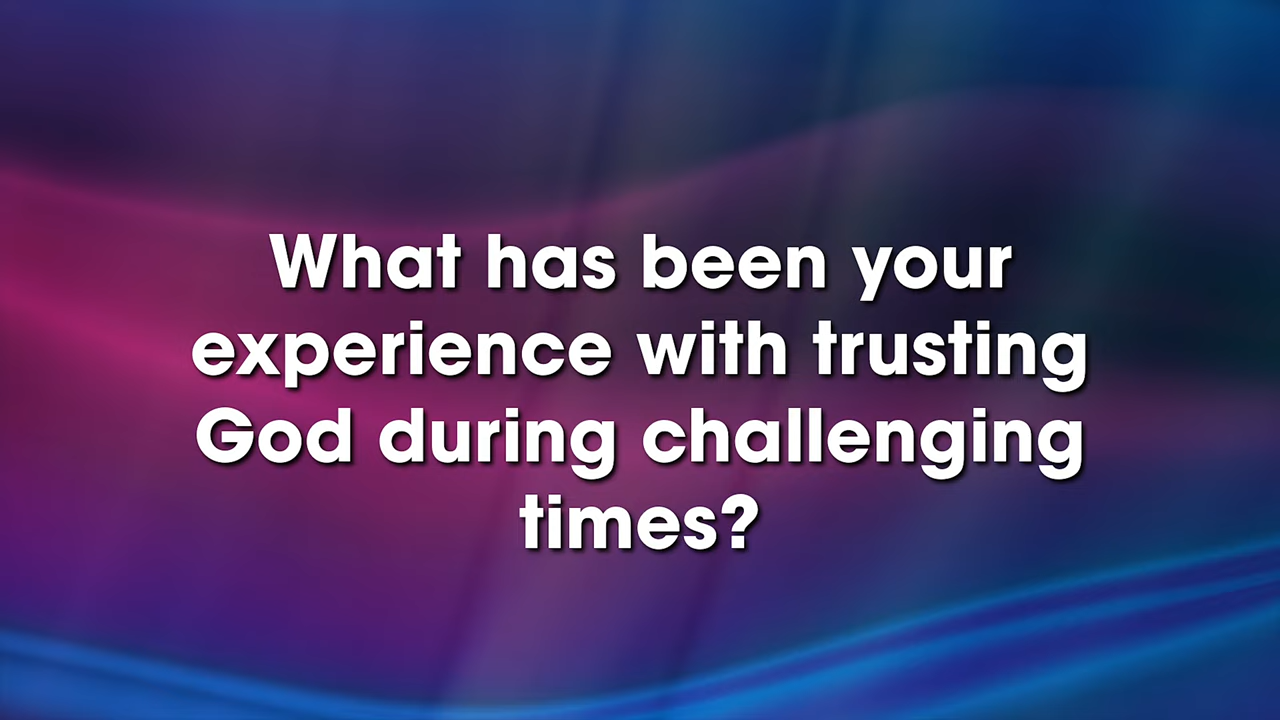 What has been your
experience with trusting
God during challenging
times?